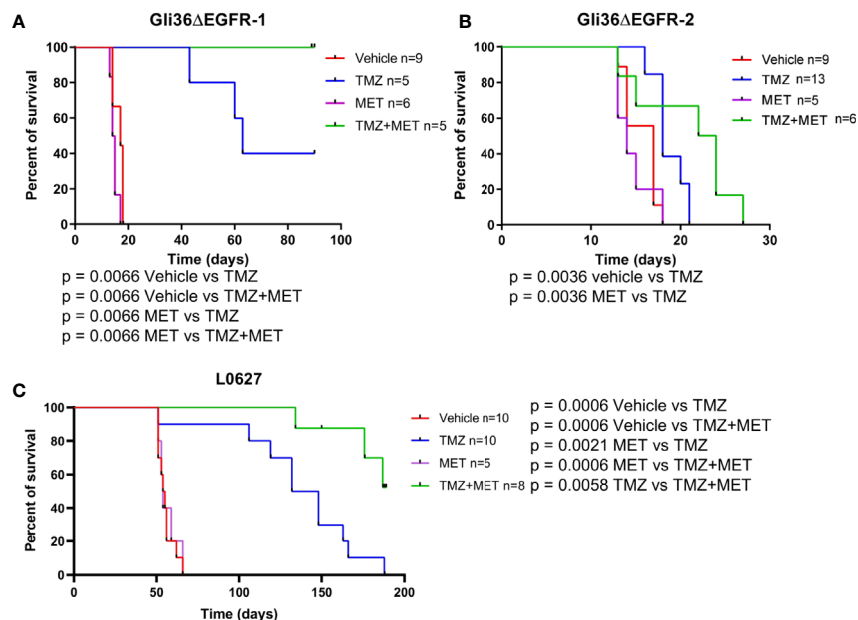 A
Gli36ΔEGFR-1
Percent of survival
100
80
60
40
20
0
0 20 40 60 80 100
Time (days)
Vehicle n=9
TMZ n=5
MET n=6
TMZ+MET n=5
p = 0.0066 Vehicle vs TMZ
p = 0.0066 Vehicle vs TMZ+MET
p = 0.0066 MET vs TMZ
p = 0.0066 MET vs TMZ+MET
B
Gli36ΔEGFR-2
Percent of survival
100
80
60
40
20
0
0 10 20 30
Time (days)
Vehicle n=9
TMZ n=13
MET n=5
TMZ+MET n=6
p = 0.0036 vehicle vs TMZ
p = 0.0036 MET vs TMZ
C
L0627
Percent of survival
100
80
60
40
20
0
0 50 100 150 200
Time (days)
Vehicle n=10
TMZ n=10
MET n=5
TMZ+MET n=8
p = 0.0006 Vehicle vs TMZ
p = 0.0006 Vehicle vs TMZ+MET
p = 0.0021 MET vs TMZ
p = 0.0006 MET vs TMZ+MET
p = 0.0058 TMZ vs TMZ+MET